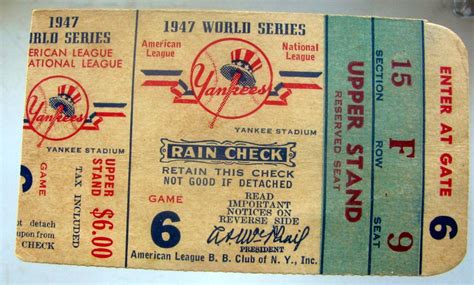 1947
WORLD SERIES
MERICAN LEAGUE
NATIONAL LEAGUE
Yankees
YANKEE STADIUM
GAME
6
UPPER
STAND
TAX INCLUDED
$6.00
ot detach
upon from
CHECK
1947 WORLD SERIES
American
League
National
League
Yankees
YANKEE STADIUM
RAIN CHECK
RETAIN THIS CHECK
NOT GOOD IF DETACHED
GAME
6
READ
IMPORTANT
NOTICES ON
REVERSE SIDE
PRESIDENT
American League B. B. Club of N. Y., Inc.
UPPER STAND
RESERVED SEAT
15 F 9
SECTION ROW SEAT
ENTER AT GATE
6